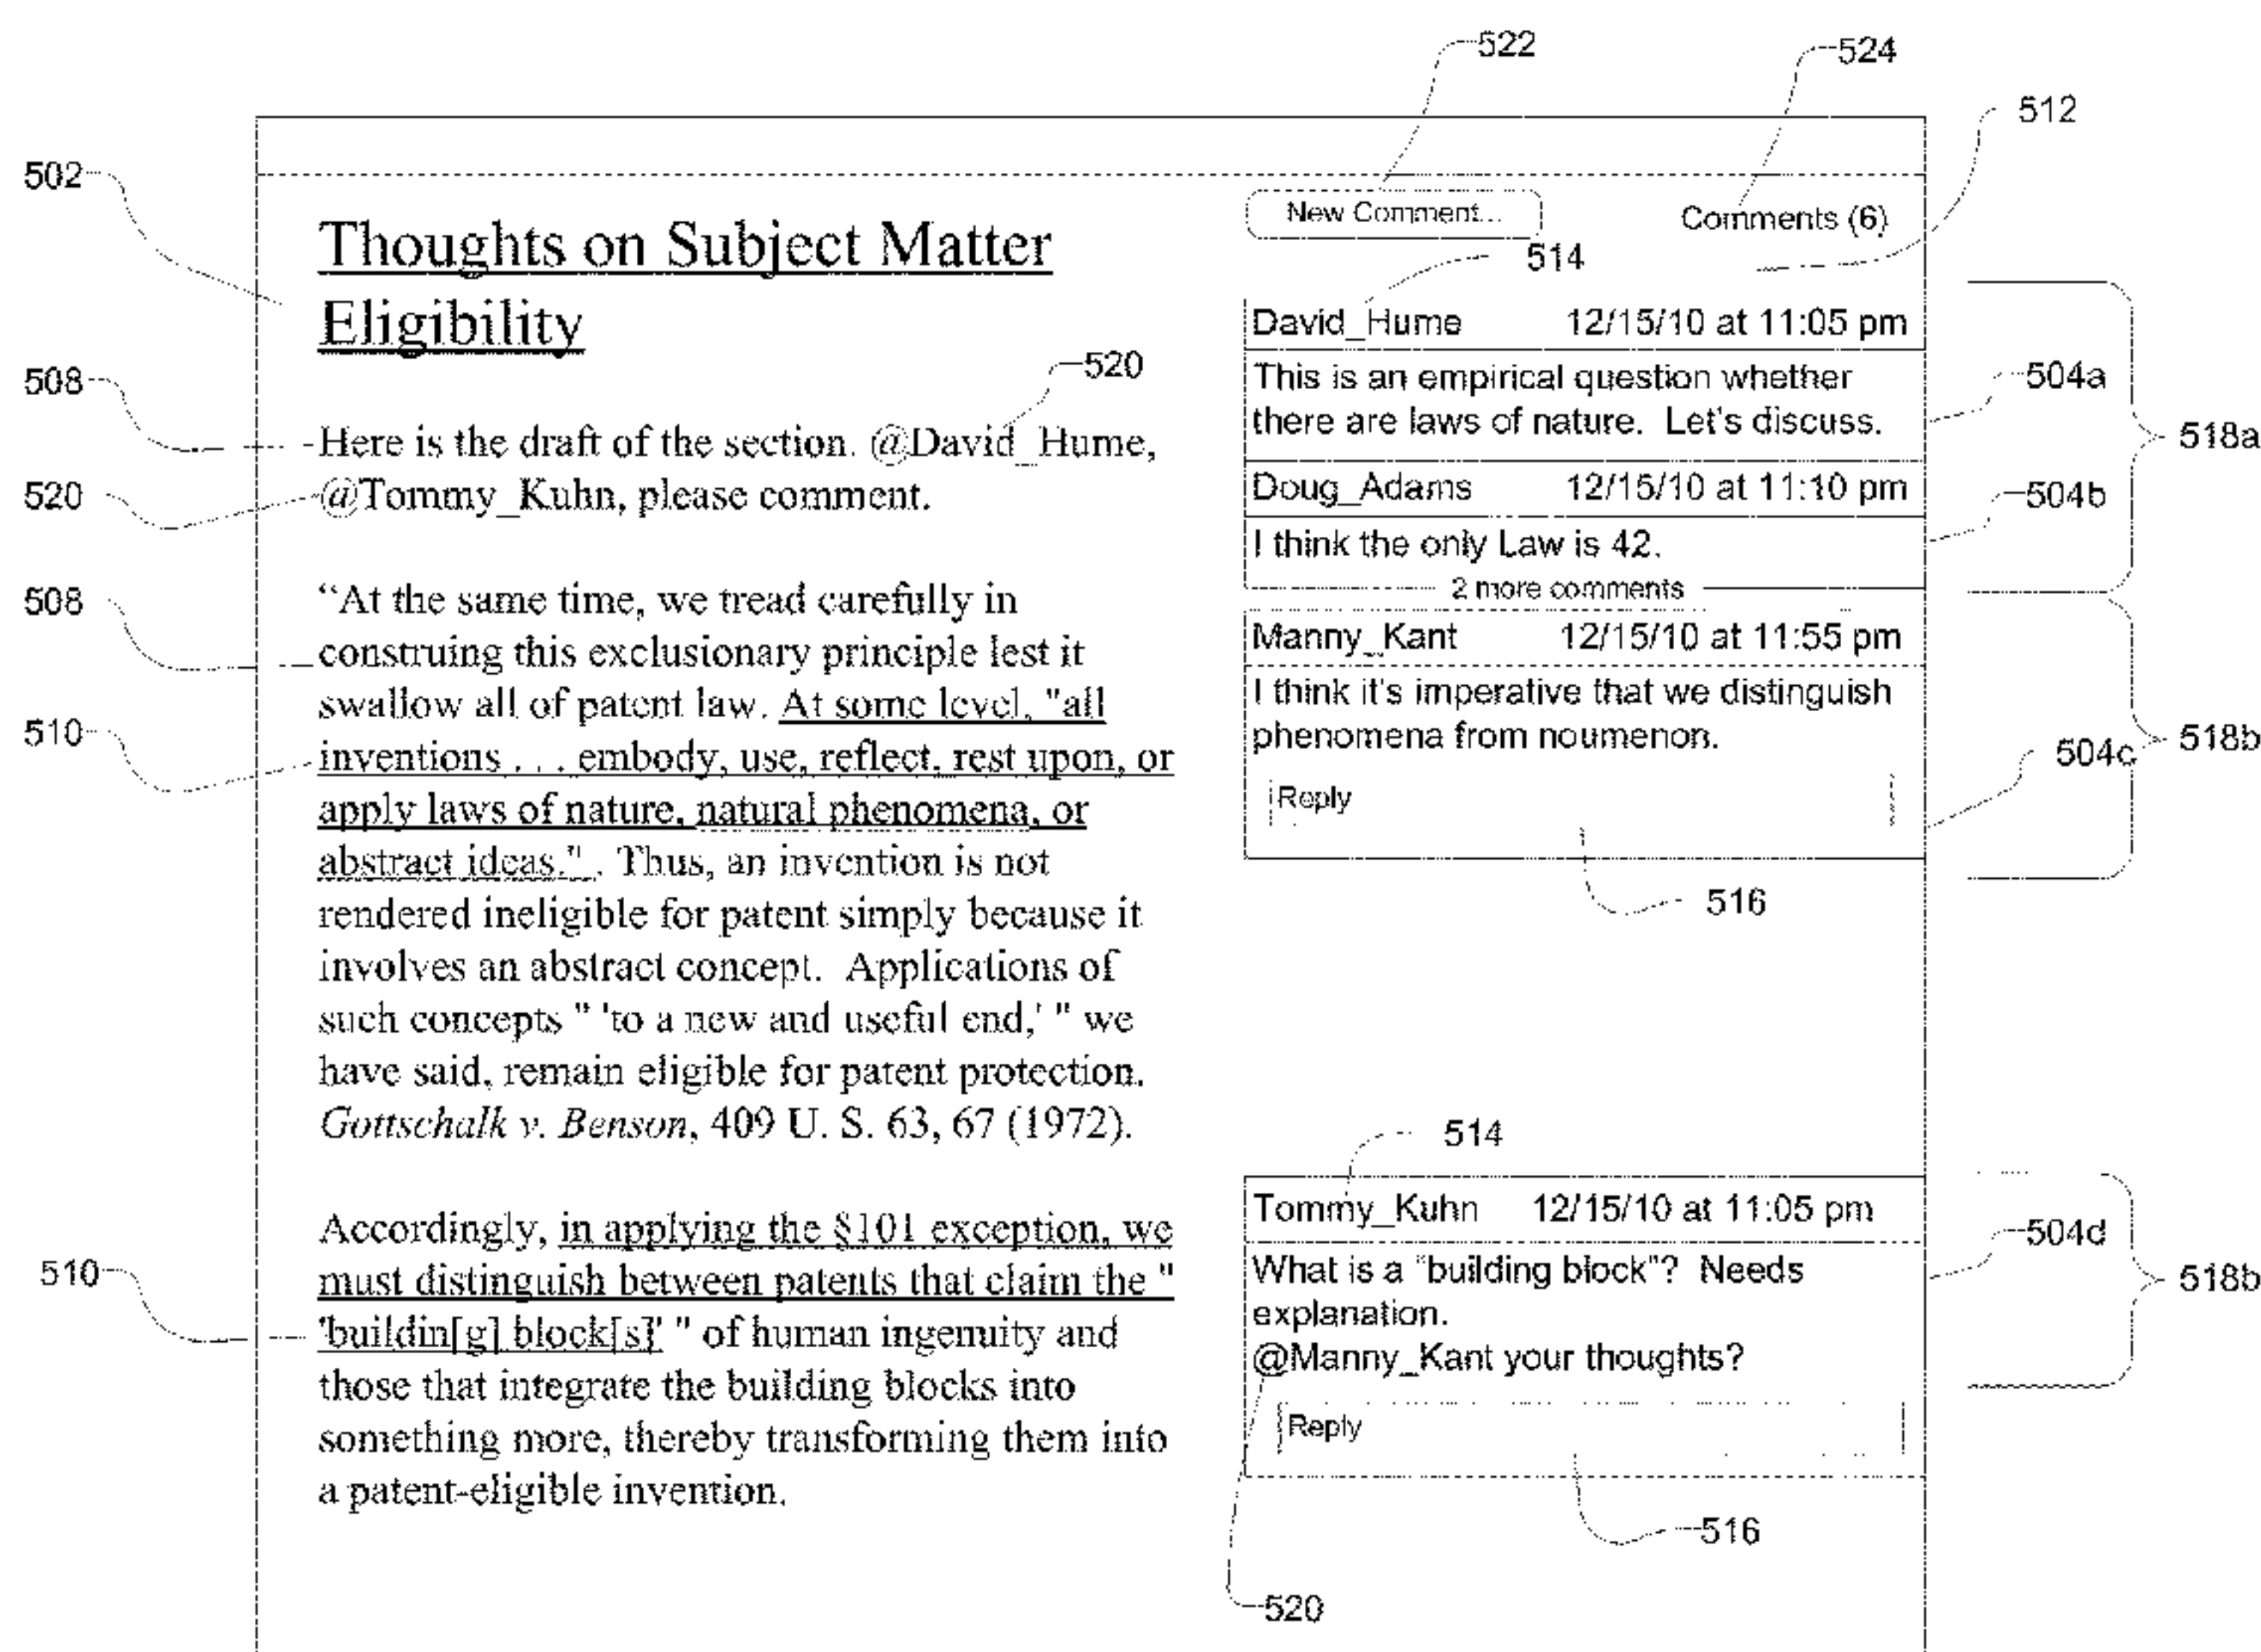 522
524
512
502
New Comment...
Comments (6)
Thoughts on Subject Matter
Eligibility
514
David_Hume 12/15/10 at 11:05 pm
520
508
This is an empirical question whether
there are laws of nature. Let's discuss.
504a
518a
Here is the draft of the section. @David_Hume,
@Tommy_Kuhn, please comment.
520
Doug_Adams 12/15/10 at 11:10 pm
504b
I think the only Law is 42.
2 more comments
508
"At the same time, we tread carefully in
construing this exclusionary principle lest it
swallow all of patent law. At some level, "all
inventions . . . embody, use, reflect, rest upon, or
apply laws of nature, natural phenomena, or
abstract ideas." . Thus, an invention is not
rendered ineligible for patent simply because it
involves an abstract concept. Applications of
such concepts " 'to a new and useful end,' " we
have said, remain eligible for patent protection.
Gottschalk v. Benson, 409 U. S. 63, 67 (1972).
510
Manny_Kant 12/15/10 at 11:55 pm
I think it's imperative that we distinguish
phenomena from noumenon.
504c
518b
Reply
516
Accordingly, in applying the §101 exception, we
must distinguish between patents that claim the "
'buildin[g] block[s]' " of human ingenuity and
those that integrate the building blocks into
something more, thereby transforming them into
a patent-eligible invention.
510
514
Tommy_Kuhn 12/15/10 at 11:05 pm
504d
What is a "building block"? Needs
explanation.
@Manny_Kant your thoughts?
518b
Reply
516
520